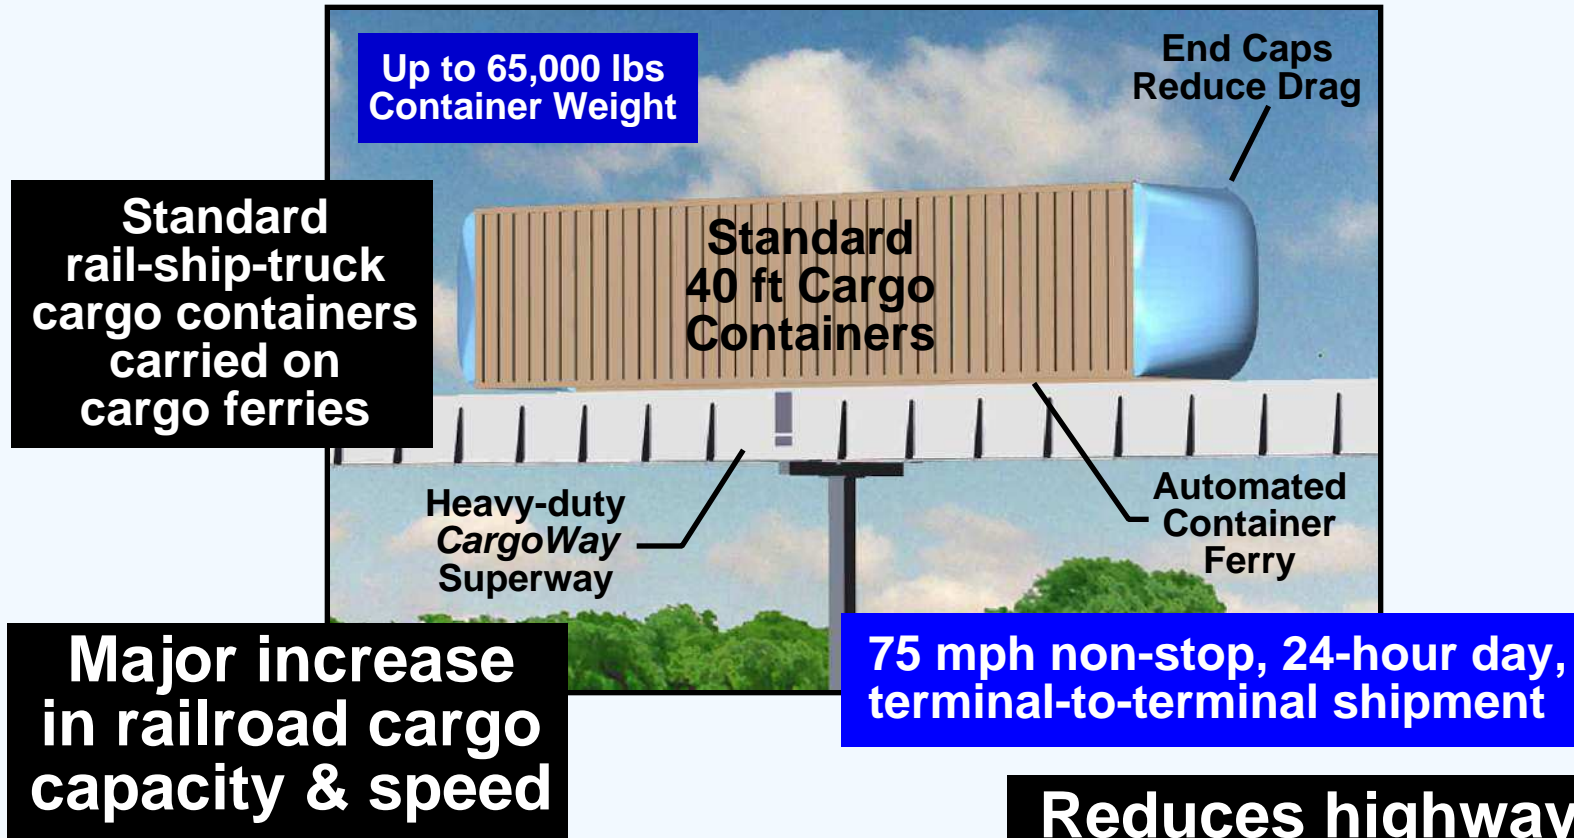 Up to 65,000 lbs
Container Weight
End Caps
Reduce Drag
Standard
rail-ship-truck
cargo containers
carried on
cargo ferries
Standard
40 ft Cargo
Containers
Heavy-duty
CargoWay
Superway
Automated
Container
Ferry
Major increase
in railroad cargo
capacity & speed
75 mph non-stop, 24-hour day,
terminal-to-terminal shipment
Reduces highway